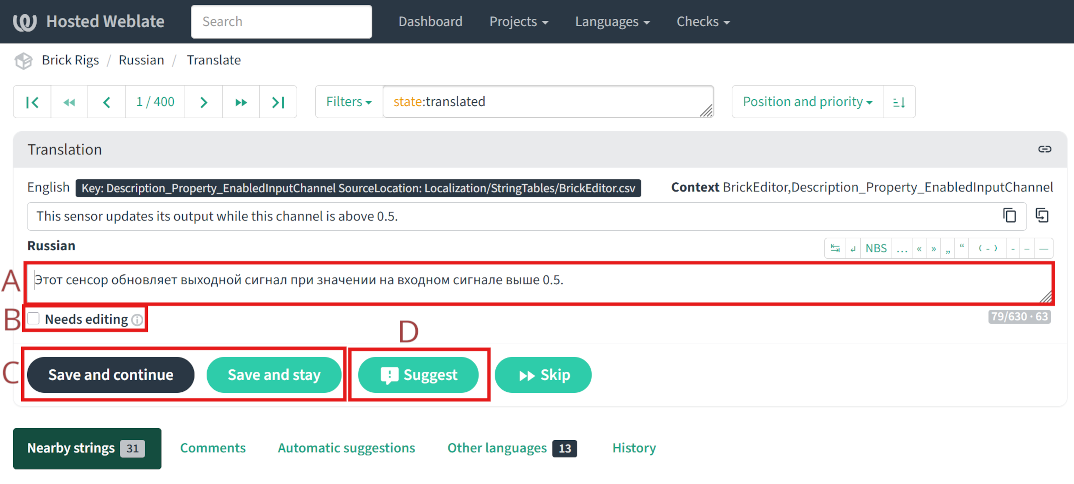 Hosted Weblate Search Dashboard Projects Languages Checks
Brick Rigs / Russian / Translate
1 / 400 Filters state:translated Position and priority
Translation
English Key: Description_Property_EnabledInputChannel SourceLocation: Localization/StringTables/BrickEditor.csv Context BrickEditor,Description_Property_EnabledInputChannel
This sensor updates its output while this channel is above 0.5.
Russian NBS … « » „ “ ‹ - › - – —
A Этот сенсор обновляет выходной сигнал при значении на входном сигнале выше 0.5.
B Needs editing 79/630 · 63
D
C Save and continue Save and stay Suggest Skip
Nearby strings 31 Comments Automatic suggestions Other languages 13 History